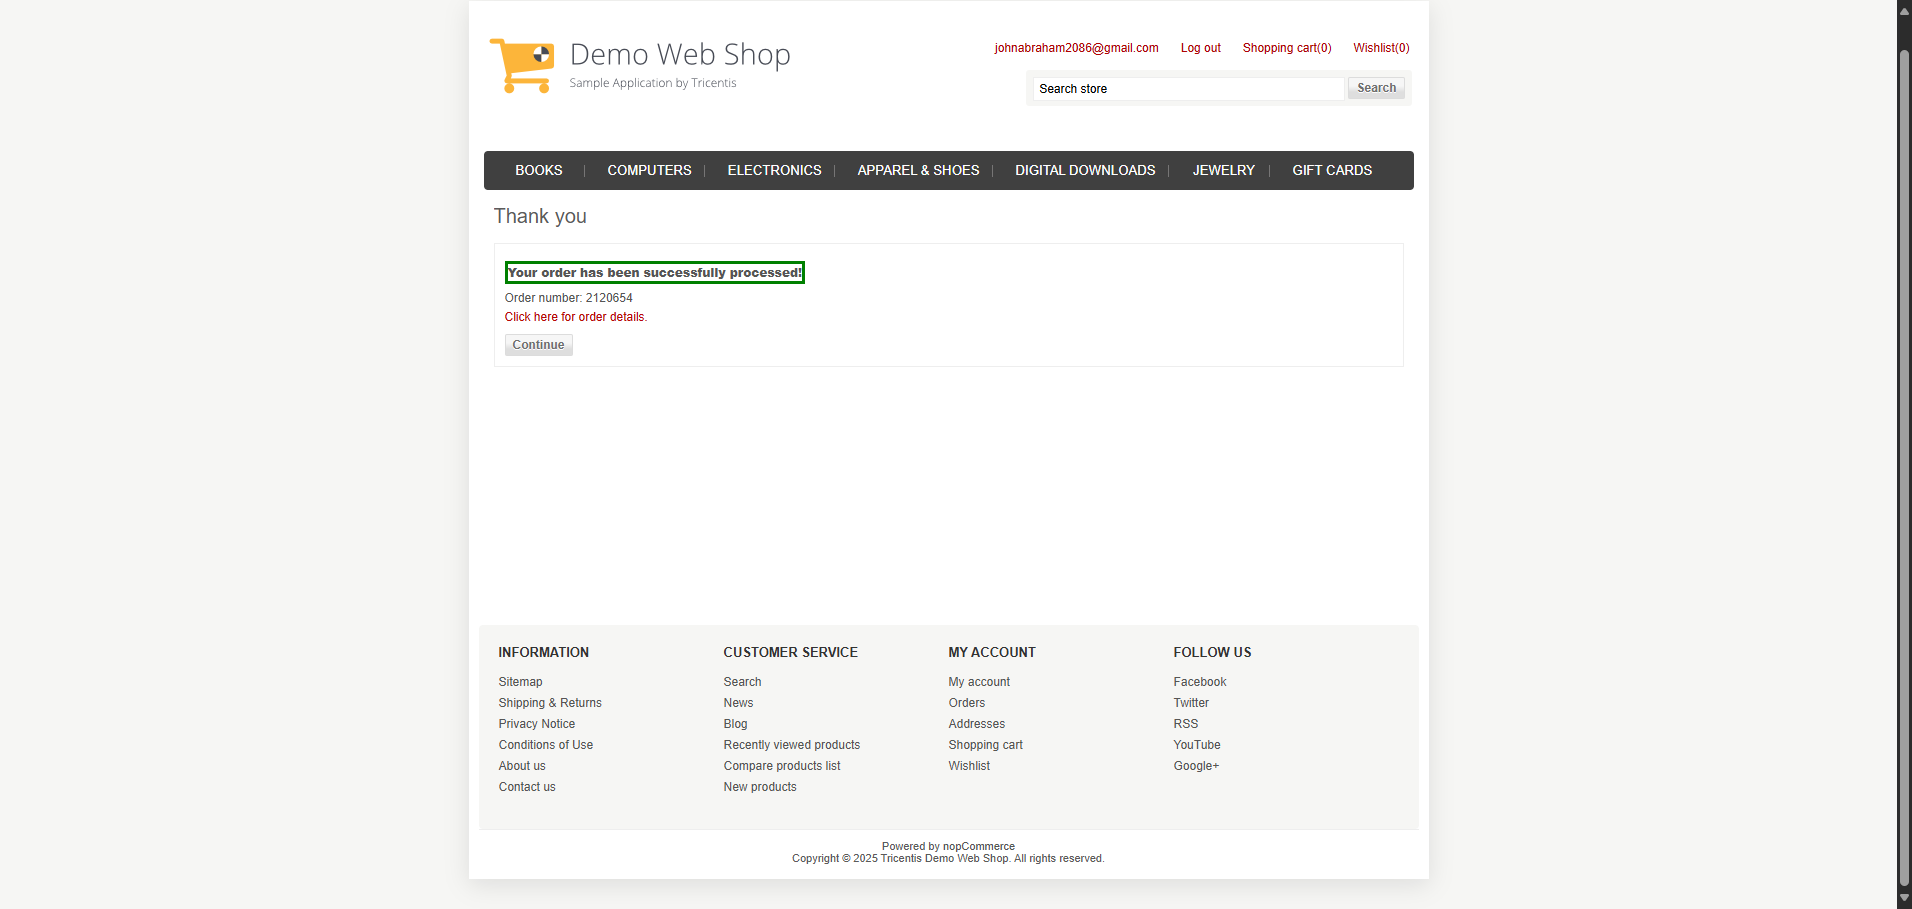 Demo Web Shop
Sample Application by Tricentis
johnabraham2086@gmail.com Log out Shopping cart(0) Wishlist(0)
Search store Search
BOOKS COMPUTERS ELECTRONICS APPAREL & SHOES DIGITAL DOWNLOADS JEWELRY GIFT CARDS
Thank you
Your order has been successfully processed!
Order number: 2120654
Click here for order details.
Continue
INFORMATION
Sitemap
Shipping & Returns
Privacy Notice
Conditions of Use
About us
Contact us
CUSTOMER SERVICE
Search
News
Blog
Recently viewed products
Compare products list
New products
MY ACCOUNT
My account
Orders
Addresses
Shopping cart
Wishlist
FOLLOW US
Facebook
Twitter
RSS
YouTube
Google+
Powered by nopCommerce
Copyright © 2025 Tricentis Demo Web Shop. All rights reserved.